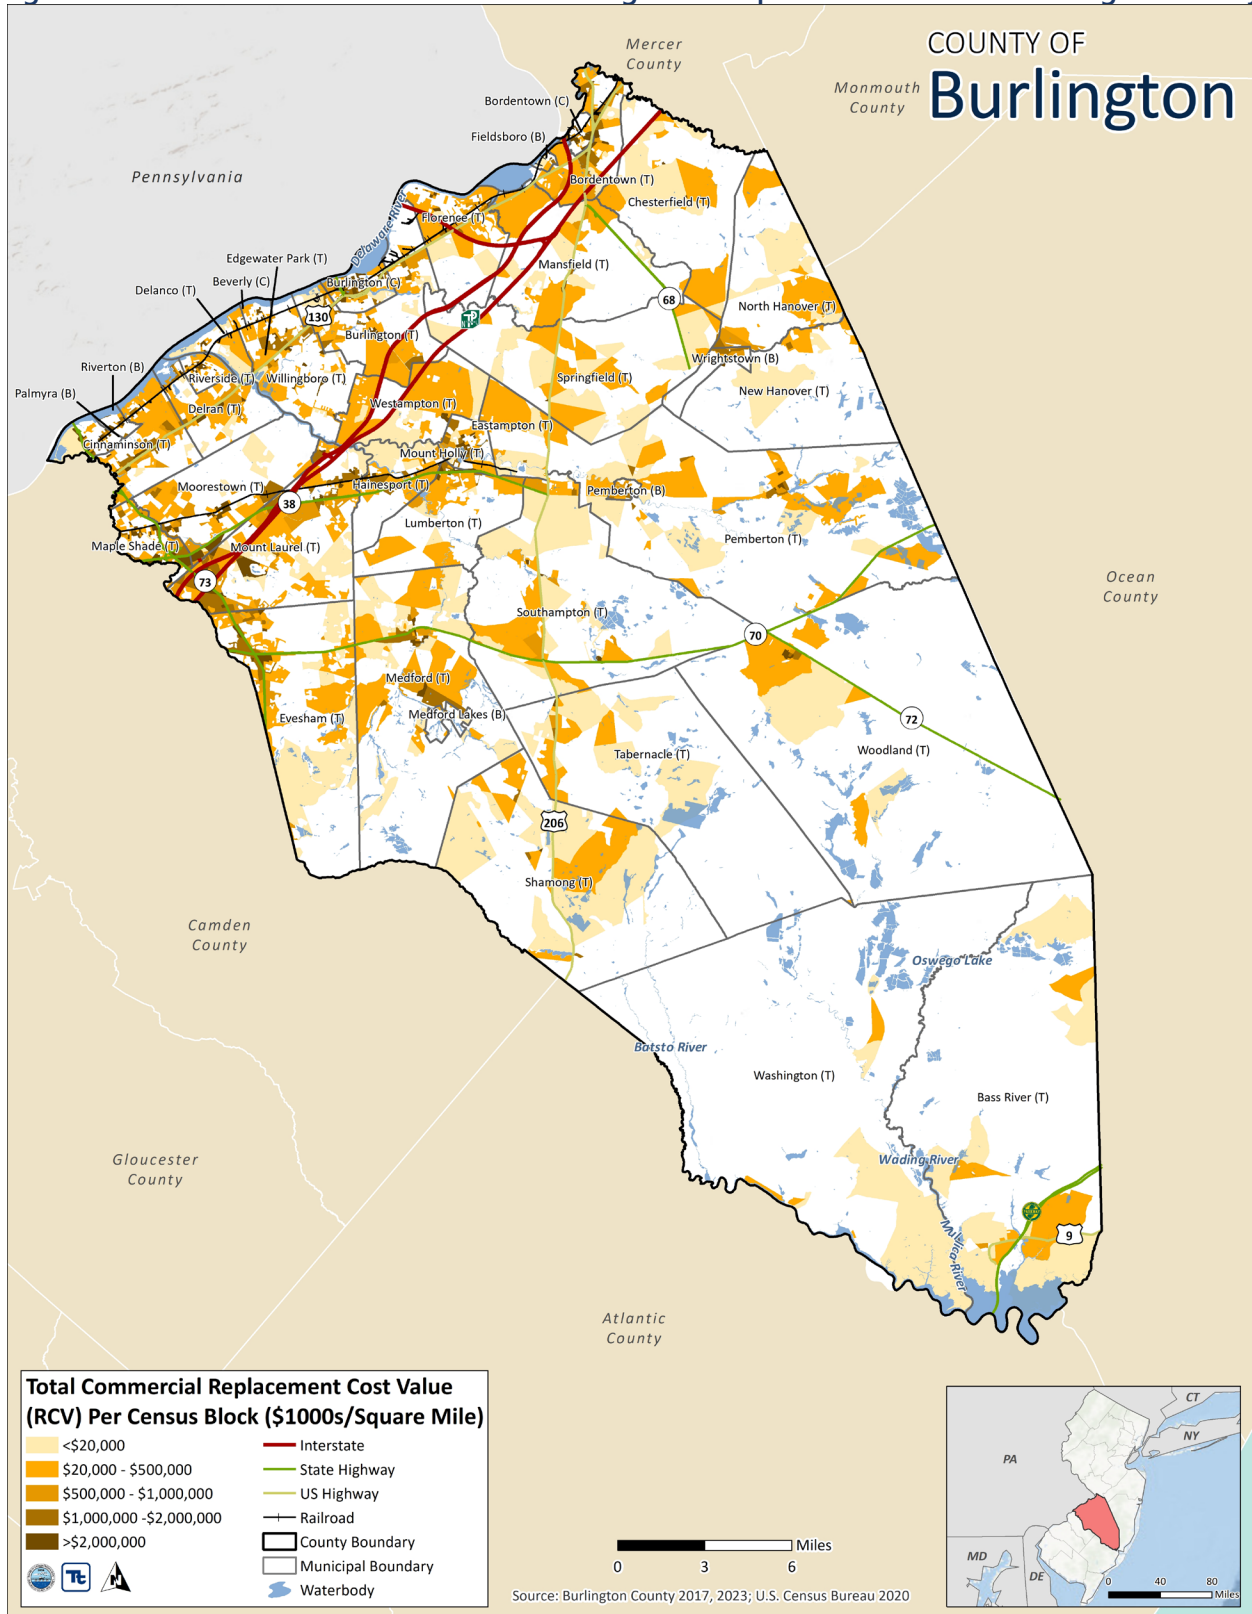 COUNTY OF
Burlington
Mercer
County
Monmouth
County
Bordentown (C)
Fieldsboro (B)
Pennsylvania
Bordentown (T)
Chesterfield (T)
Florence (T)
Delaware River
Edgewater Park (T)
Mansfield (T)
Beverly (C)
Burlington (C)
Delanco (T)
68
North Hanover (T)
130
Burlington (T)
Wrightstown (B)
Riverton (B)
Riverside (T)
Willingboro (T)
Springfield (T)
New Hanover (T)
Palmyra (B)
Delran (T)
Westampton (T)
Eastampton (T)
Cinnaminson (T)
Mount Holly (T)
Moorestown (T)
Hainesport (T)
Pemberton (B)
38
Lumberton (T)
Pemberton (T)
Maple Shade (T)
Mount Laurel (T)
73
Ocean
County
Southampton (T)
70
Medford (T)
Medford Lakes (B)
Evesham (T)
72
Woodland (T)
Tabernacle (T)
206
Shamong (T)
Camden
County
Oswego Lake
Batsto River
Washington (T)
Bass River (T)
Gloucester
County
Wading River
Mullica River
9
Atlantic
County
Total Commercial Replacement Cost Value
(RCV) Per Census Block ($1000s/Square Mile)
<$20,000
$20,000 - $500,000
$500,000 - $1,000,000
$1,000,000 -$2,000,000
>$2,000,000
Interstate
State Highway
US Highway
Railroad
County Boundary
Municipal Boundary
Waterbody
Tt
N
0 3 6 Miles
Source: Burlington County 2017, 2023; U.S. Census Bureau 2020
CT
NY
PA
MD
DE
0 40 80
Miles